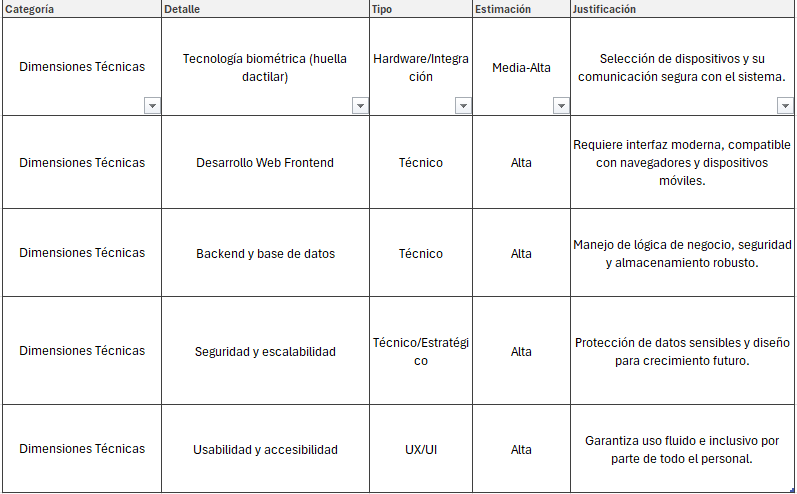 Categoría Detalle Tipo Estimación Justificación
Dimensiones Técnicas
Tecnología biométrica (huella
dactilar)
Hardware/Integra
ción
Media-Alta
Selección de dispositivos y su
comunicación segura con el sistema.
Dimensiones Técnicas
Desarrollo Web Frontend
Técnico
Alta
Requiere interfaz moderna, compatible
con navegadores y dispositivos
móviles.
Dimensiones Técnicas
Backend y base de datos
Técnico
Alta
Manejo de lógica de negocio, seguridad
y almacenamiento robusto.
Dimensiones Técnicas
Seguridad y escalabilidad
Técnico/Estratégi
co
Alta
Protección de datos sensibles y diseño
para crecimiento futuro.
Dimensiones Técnicas
Usabilidad y accesibilidad
UX/UI
Alta
Garantiza uso fluido e inclusivo por
parte de todo el personal.